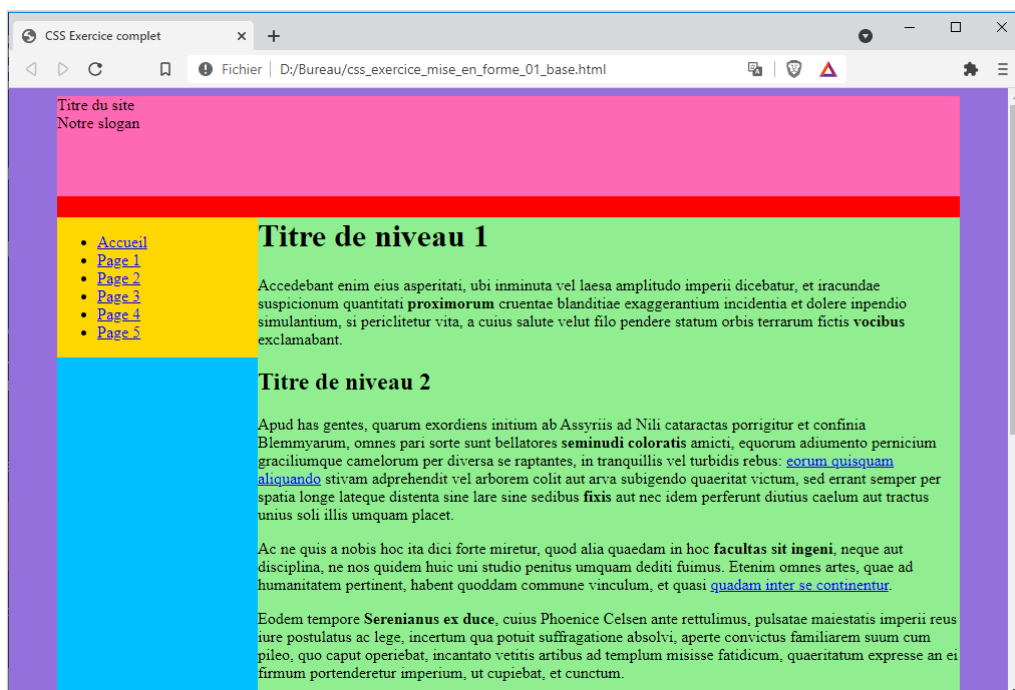 CSS Exercice complet
Fichier | D:/Bureau/css_exercice_mise_en_forme_01_base.html
Titre du site
Notre slogan
Accueil
Page 1
Page 2
Page 3
Page 4
Page 5
Titre de niveau 1
Accedebant enim eius asperitati, ubi inminuta vel laesa amplitudo imperii dicebatur, et iracundae
suspicionum quantitati proximorum cruentae blanditiae exaggerantium incidentia et dolere inpendio
simulantium, si periclitetur vita, a cuius salute velut filo pendere statum orbis terrarum fictis vocibus
exclamabant.
Titre de niveau 2
Apud has gentes, quarum exordiens initium ab Assyriis ad Nili cataractas porrigitur et confinia
Blemmyarum, omnes pari sorte sunt bellatores seminudi coloratis amicti, equorum adiumento pernicium
graciliumque camelorum per diversa se raptantes, in tranquillis vel turbidis rebus: eorum quisquam
aliquando stivam adprehendit vel arborem colit aut arva subigendo quaeritat victum, sed errant semper per
spatia longe lateque distenta sine lare sine sedibus fixis aut nec idem perferunt diutius caelum aut tractus
unius soli illis umquam placet.
Ac ne quis a nobis hoc ita dici forte miretur, quod alia quaedam in hoc facultas sit ingeni, neque aut
disciplina, ne nos quidem huic uni studio penitus umquam dediti fuimus. Etenim omnes artes, quae ad
humanitatem pertinent, habent quoddam commune vinculum, et quasi quadam inter se continentur.
Eodem tempore Serenianus ex duce, cuius Phoenice Celsen ante rettulimus, pulsatae maiestatis imperii reus
iure postulatus ac lege, incertum qua potuit suffragatione absolvi, aperte convictus familiarem suum cum
pileo, quo caput operiebat, incantato vetitis artibus ad templum misisse fatidicum, quaeritatum expresse an ei
firmum portenderetur imperium, ut cupiebat, et cunctum.